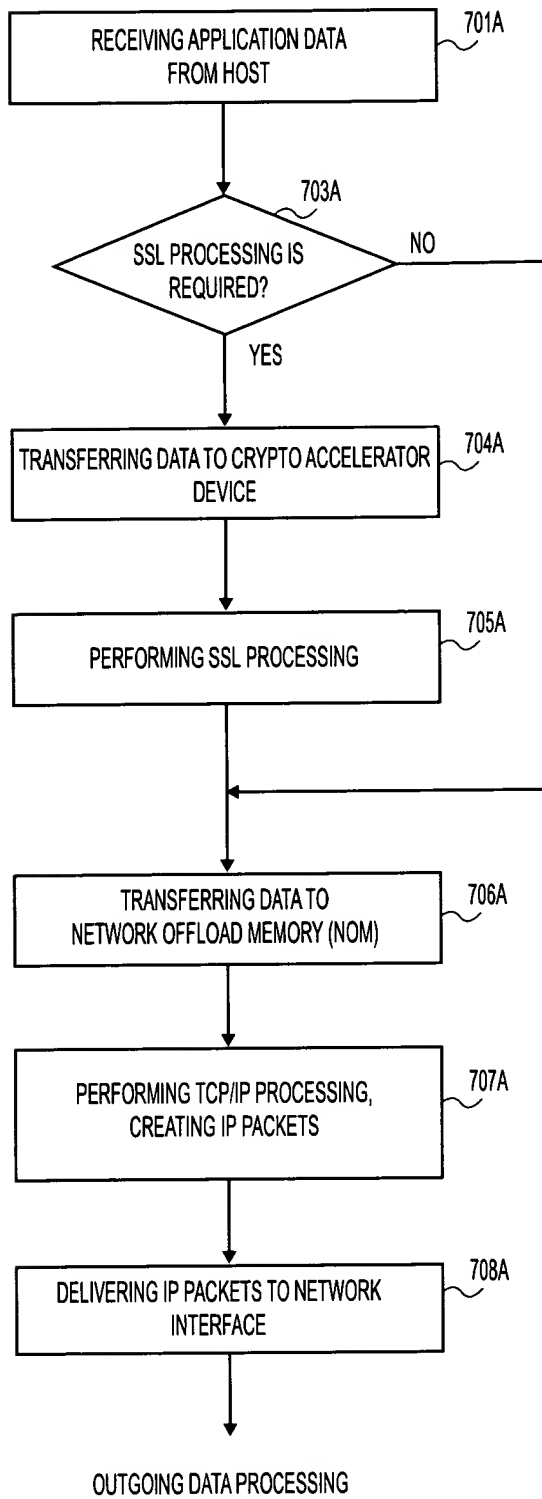 RECEIVING APPLICATION DATA
FROM HOST
701A
703A
SSL PROCESSING IS
REQUIRED?
NO
YES
TRANSFERRING DATA TO CRYPTO ACCELERATOR
DEVICE
704A
PERFORMING SSL PROCESSING
705A
TRANSFERRING DATA TO
NETWORK OFFLOAD MEMORY (NOM)
706A
PERFORMING TCP/IP PROCESSING,
CREATING IP PACKETS
707A
DELIVERING IP PACKETS TO NETWORK
INTERFACE
708A
OUTGOING DATA PROCESSING